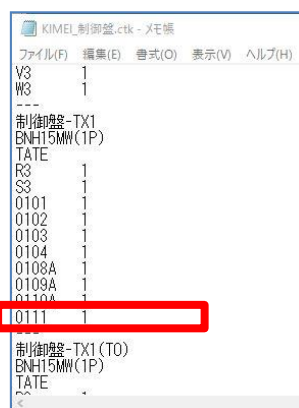 KIMEI_制御盤.ctk - メモ帳
ファイル(F) 編集(E) 書式(O) 表示(V) ヘルプ(H)
V3 1
W3 1
---
制御盤-TX1
BNH15MW(1P)
TATE
R3 1
S3 1
0101 1
0102 1
0103 1
0104 1
0108A 1
0109A 1
0110A 1
0111 1
---
制御盤-TX1(TO)
BNH15MW(1P)
TATE